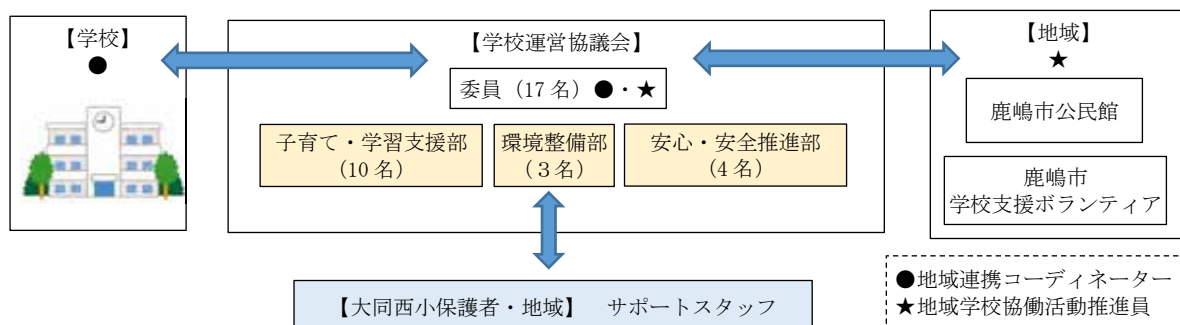 【学校】
●
【学校運営協議会】
委員（17 名）●・★
子育て・学習支援部
（10 名）
環境整備部
（３名）
安心・安全推進部
（4 名）
【地域】
★
鹿嶋市公民館
鹿嶋市
学校支援ボランティア
【大同西小保護者・地域】　サポートスタッフ
●地域連携コーディネーター
★地域学校協働活動推進員